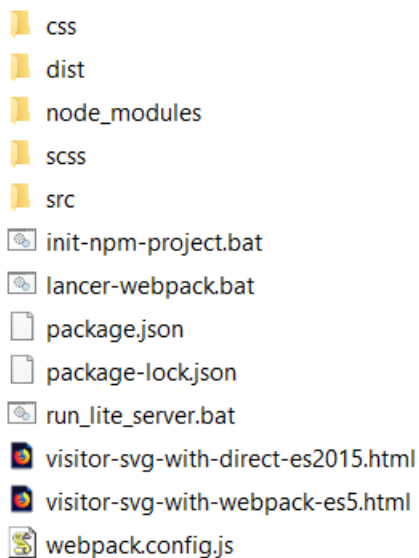 css
dist
node_modules
scss
src
init-npm-project.bat
lancer-webpack.bat
package.json
package-lock.json
run_lite_server.bat
visitor-svg-with-direct-es2015.html
visitor-svg-with-webpack-es5.html
webpack.config.js